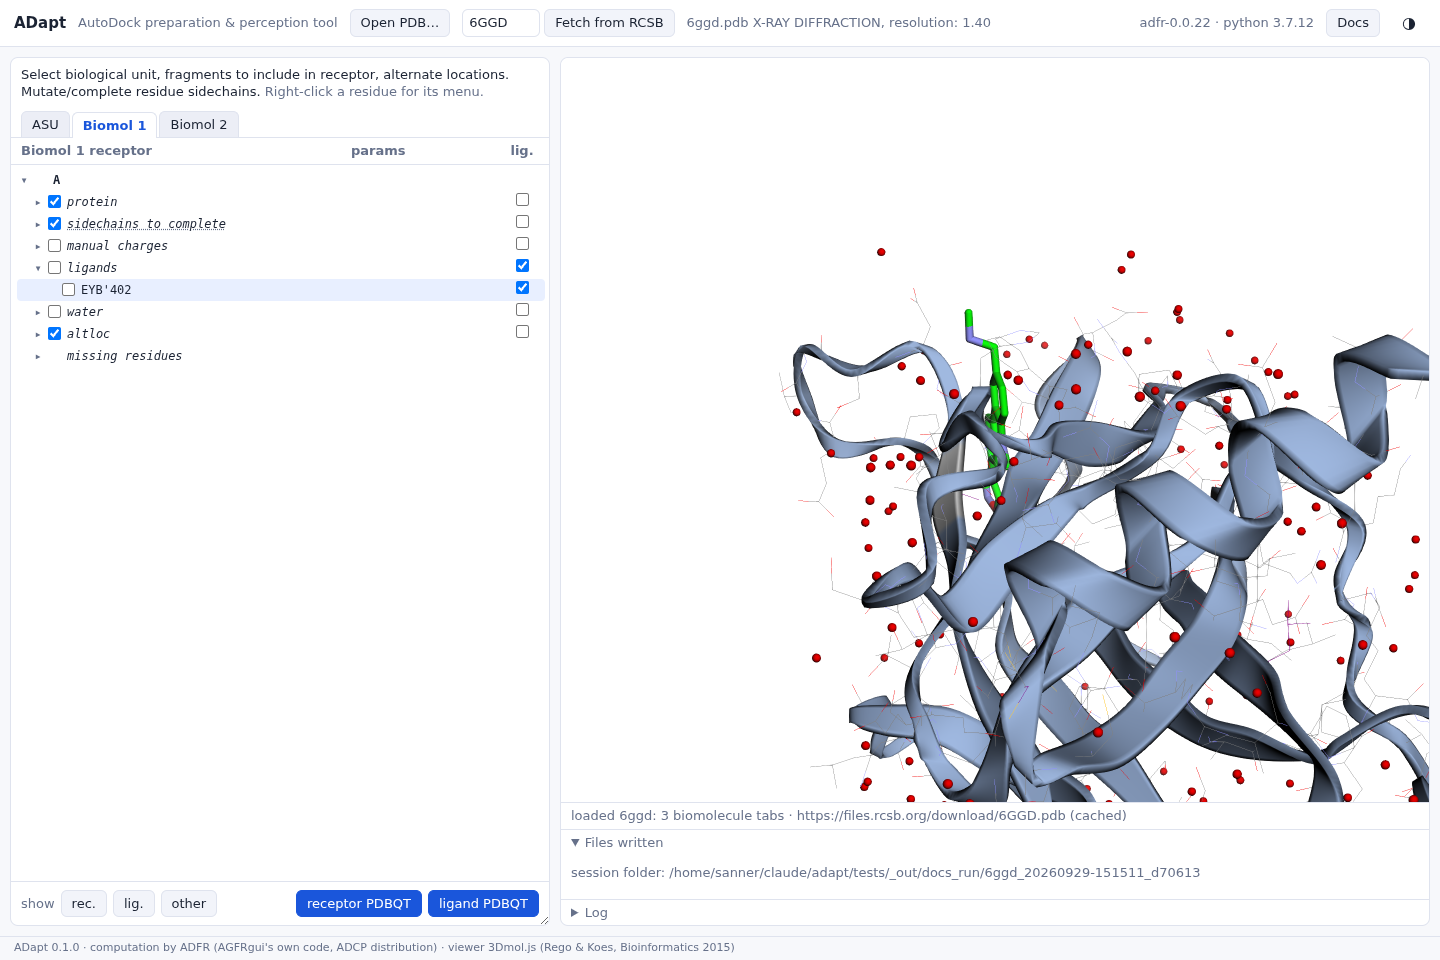 ADapt AutoDock preparation & perception tool Open PDB... 6GGD Fetch from RCSB 6ggd.pdb X-RAY DIFFRACTION, resolution: 1.40 adfr-0.0.22 · python 3.7.12 Docs
Select biological unit, fragments to include in receptor, alternate locations.
Mutate/complete residue sidechains. Right-click a residue for its menu.
ASU Biomol 1 Biomol 2
Biomol 1 receptor params lig.
A
protein
sidechains to complete
manual charges
ligands
EYB'402
water
altloc
missing residues
show rec. lig. other receptor PDBQT ligand PDBQT
loaded 6ggd: 3 biomolecule tabs · https://files.rcsb.org/download/6GGD.pdb (cached)
Files written
session folder: /home/sanner/claude/adapt/tests/_out/docs_run/6ggd_20260929-151511_d70613
Log
ADapt 0.1.0 · computation by ADFR (AGFRgui's own code, ADCP distribution) · viewer 3Dmol.js (Rego & Koes, Bioinformatics 2015)